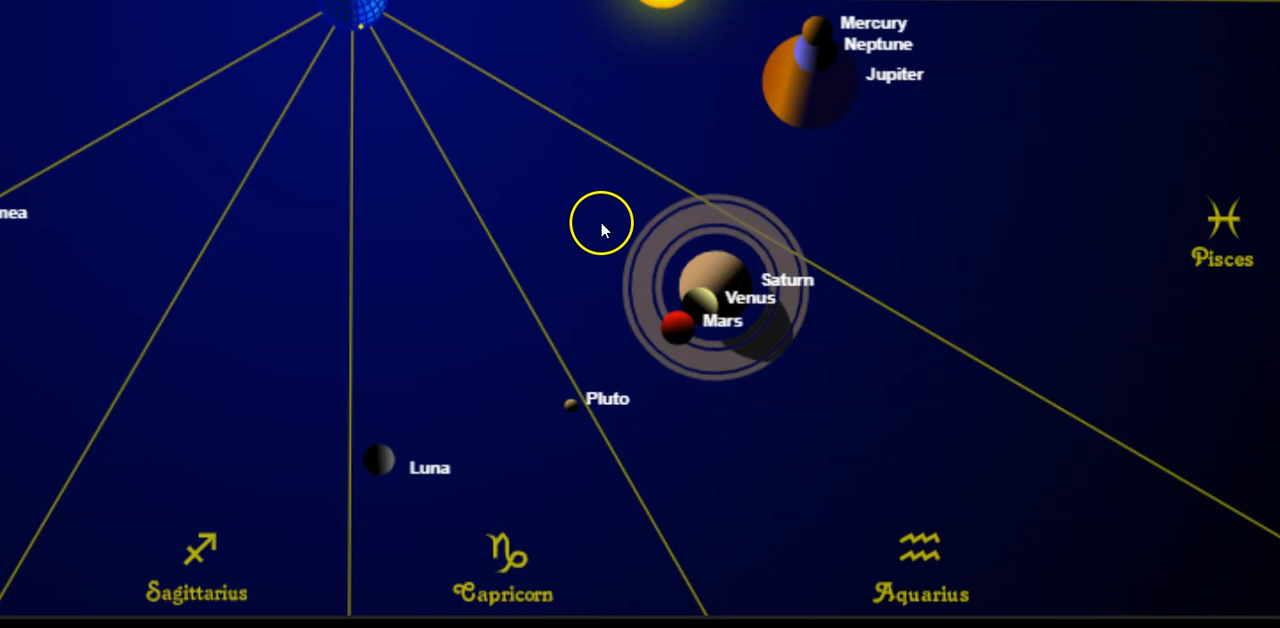 Mercury
Neptune
Jupiter
nea
Pisces
Saturn
Venus
Mars
Pluto
Luna
Sagittarius
Capricorn
Aquarius